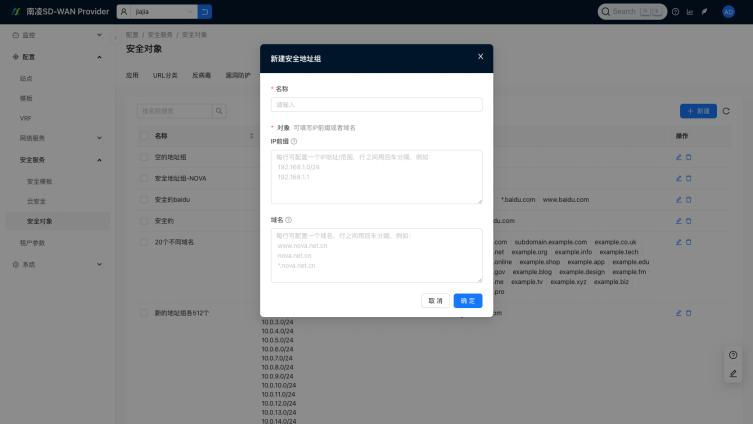 南凌SD-WAN Provider
jiajia
Search
AD
监控
配置
站点
模板
VRF
网络服务
安全服务
安全模板
云安全
安全对象
租户参数
系统
配置 / 安全服务 / 安全对象
安全对象
应用 URL分类 反病毒 漏洞防护
+ 新建
名称
操作
空的地址组
安全地址组-NOVA
安全的baidu
*.baidu.com www.baidu.com
安全的
du.com
20个不同域名
com subdomain.example.com example.co.uk
.net example.org example.info example.tech
online example.shop example.app example.edu
.gov example.blog example.design example.fm
.me example.tv example.xyz example.biz
.pro
新的地址组各512个
com
10.0.3.0/24
10.0.4.0/24
10.0.5.0/24
10.0.6.0/24
10.0.7.0/24
10.0.8.0/24
10.0.9.0/24
10.0.10.0/24
10.0.11.0/24
10.0.12.0/24
10.0.13.0/24
10.0.14.0/24
新建安全地址组
* 名称
请输入
* 对象 可填写IP前缀或者域名
IP前缀
每行可配置一个IP地址/范围，行之间用回车分隔，例如:
192.168.1.0/24
192.168.1.1
域名
每行可配置一个域名，行之间用回车分隔，例如:
www.nova.net.cn
nova.net.cn
*.nova.net.cn
取 消
确 定